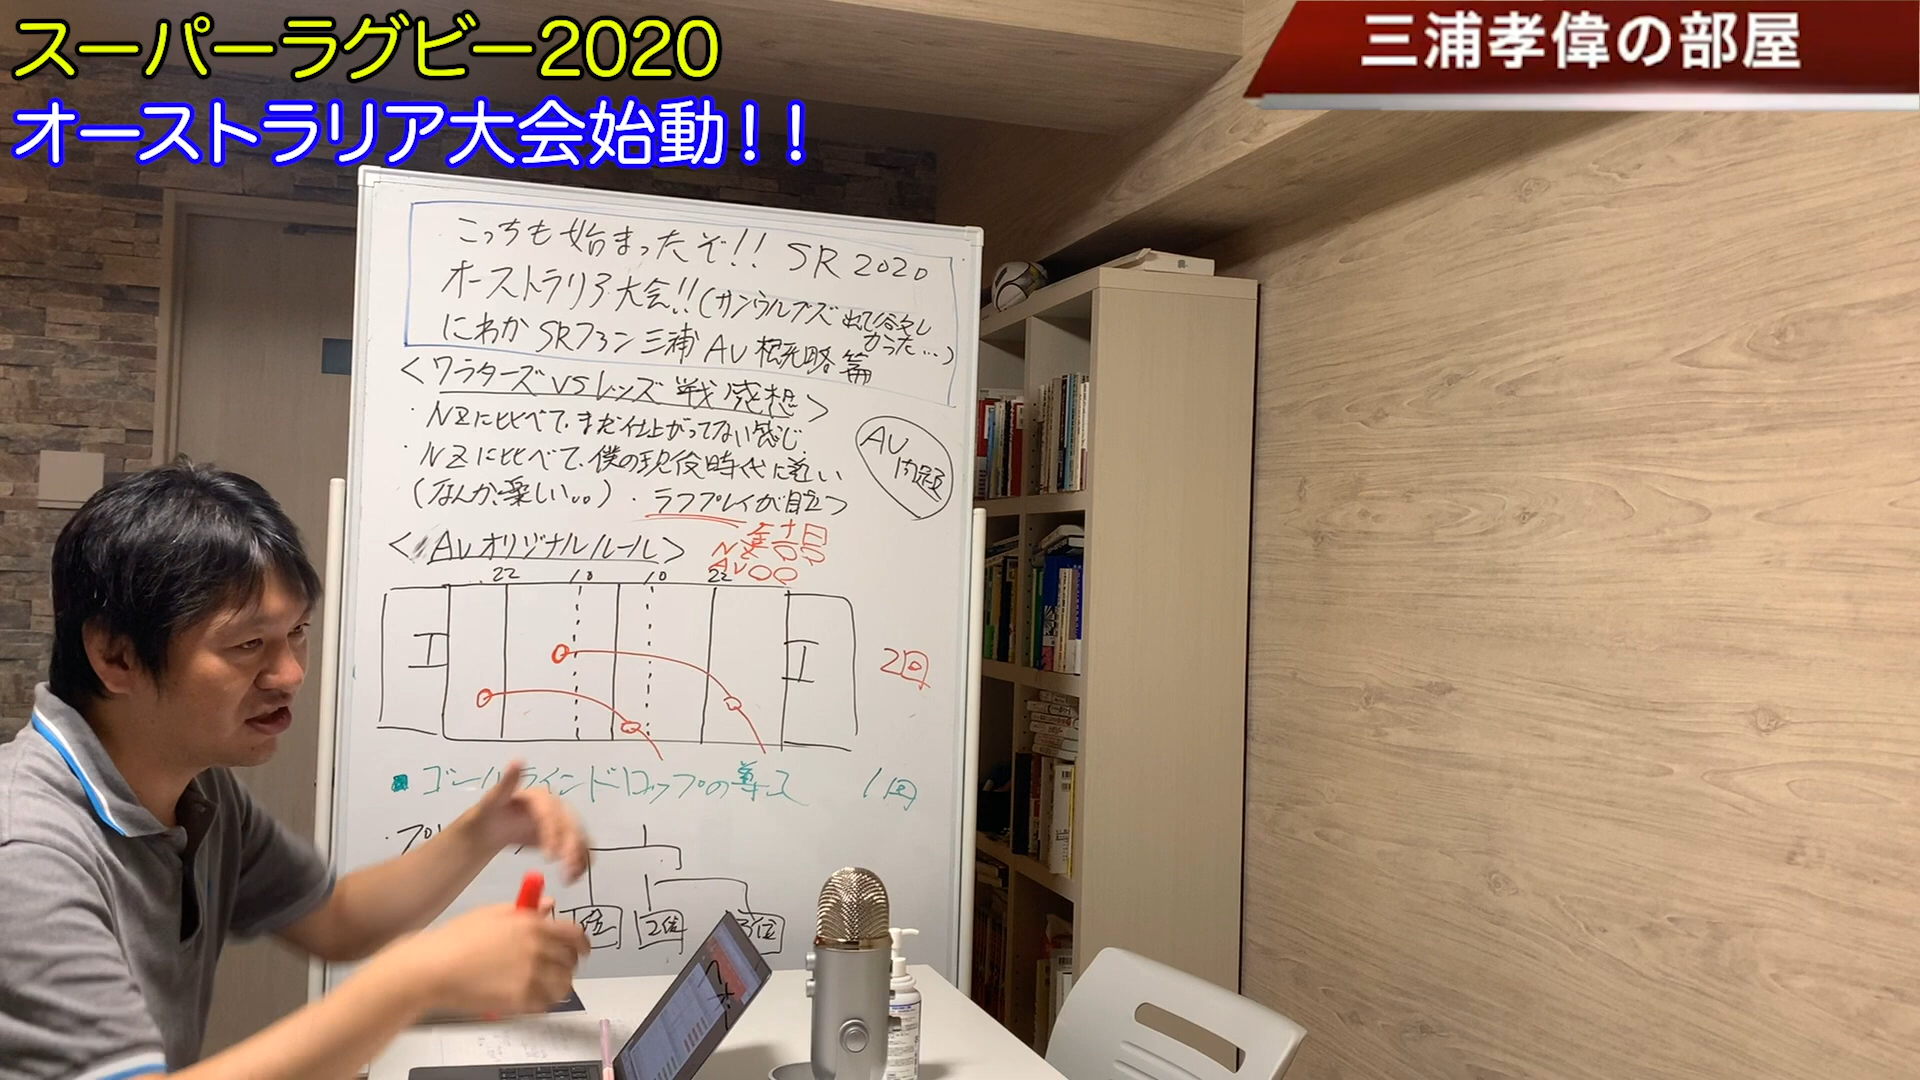 スーパーラグビー2020
オーストラリア大会始動!!
三浦孝偉の部屋
こっちも始まったぞ!! SR 2020
オーストラリア大会!!(サンウルブズ出て欲しかった…)
にわかSRファン三浦 AU 概略篇
<ワラターズ VS レッズ 戦 感想>
・NZに比べて、まだ仕上がってない感じ
・NZに比べて、僕の現役時代に近い
(なんか、楽しい。。)・ラフプレイが目立つ
AU
問題
<AUオリジナルルール>
NZ
AU
22 10 10 22
2回
■ゴールラインドロップの導入 1回
2位
3位